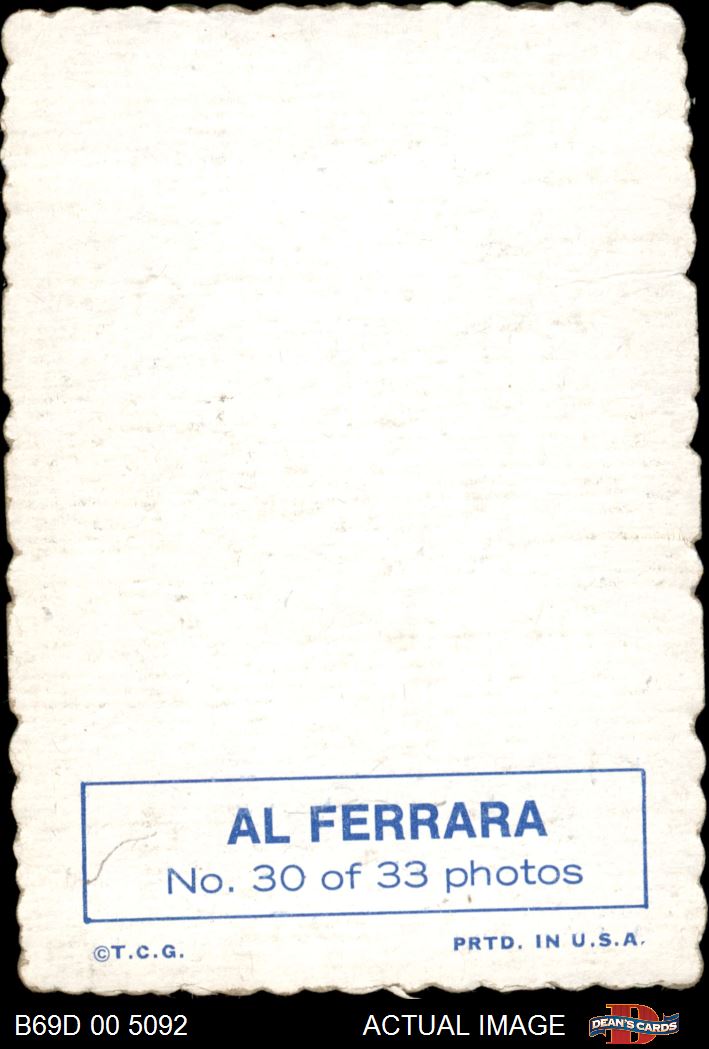 AL FERRARA
No. 30 of 33 photos
©T.C.G. PRTD. IN U.S.A.
B69D 00 5092 ACTUAL IMAGE D DEAN'S CARDS